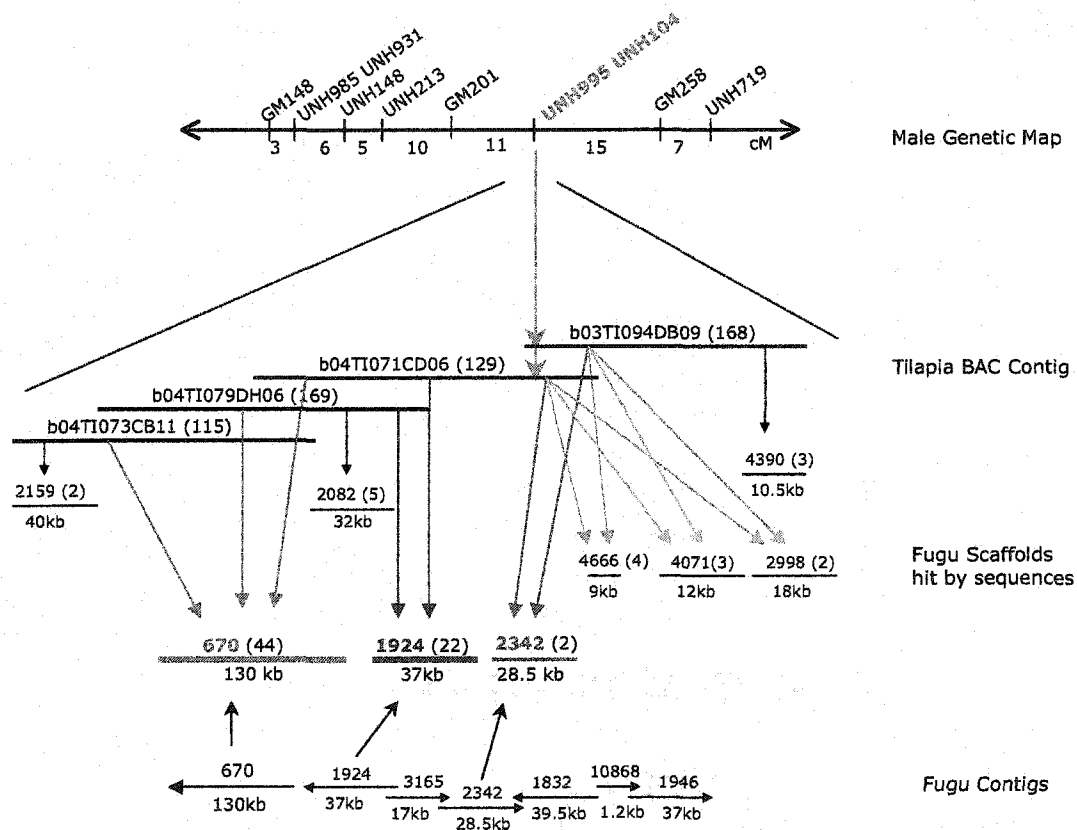 GM148
UNH985 UNH931
UNH148
UNH213
GM201
UNH995 UNH104
GM258
UNH719
3 6 5 10 11 15 7 cM
Male Genetic Map
b03TI094DB09 (168)
b04TI071CD06 (129)
Tilapia BAC Contig
b04TI079DH06 (169)
b04TI073CB11 (115)
2159 (2)
40kb
2082 (5)
32kb
4390 (3)
10.5kb
4666 (4)
9kb
4071(3)
12kb
2998 (2)
18kb
Fugu Scaffolds
hit by sequences
670 (44)
130 kb
1924 (22)
37kb
2342 (2)
28.5 kb
670
130kb
1924
37kb
3165
17kb
2342
28.5kb
1832
39.5kb
10868
1.2kb
1946
37kb
Fugu Contigs